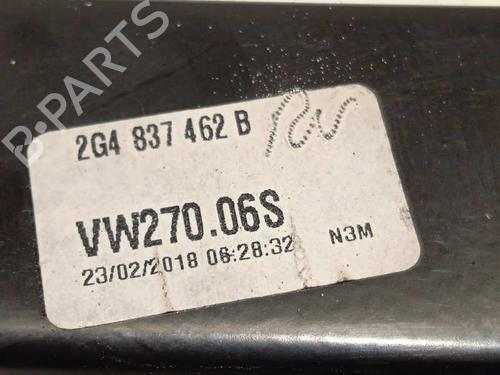 B-PARTS
2G4 837 462 B
VW270.06S
23/02/2018 06:28:32
N3M